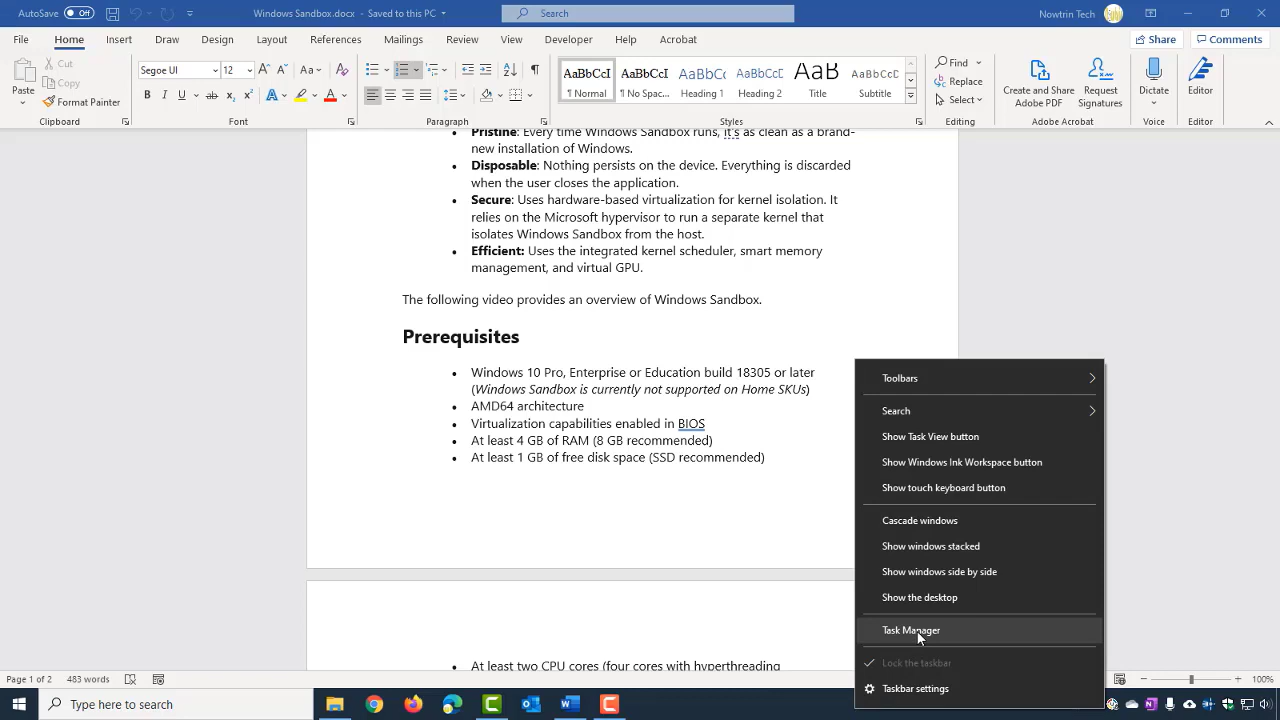 AutoSave Off Windows Sandbox.docx - Saved to this PC Search Nowtrin Tech
File Home Insert Draw Design Layout References Mailings Review View Developer Help Acrobat Share Comments
Paste Cut Copy Format Painter
Clipboard
Segoe UI 12
Font
Paragraph
AaBbCcI ¶ Normal
AaBbCcI ¶ No Spac...
AaBbCc Heading 1
AaBbCc Heading 2
AaB Title
AaBbCcI Subtitle
Styles
Find
Replace
Select
Editing
Create and Share Adobe PDF
Request Signatures
Adobe Acrobat
Dictate
Voice
Editor
Editor
Pristine: Every time Windows Sandbox runs, it's as clean as a brand-
new installation of Windows.
Disposable: Nothing persists on the device. Everything is discarded
when the user closes the application.
Secure: Uses hardware-based virtualization for kernel isolation. It
relies on the Microsoft hypervisor to run a separate kernel that
isolates Windows Sandbox from the host.
Efficient: Uses the integrated kernel scheduler, smart memory
management, and virtual GPU.
The following video provides an overview of Windows Sandbox.
Prerequisites
Windows 10 Pro, Enterprise or Education build 18305 or later
(Windows Sandbox is currently not supported on Home SKUs)
AMD64 architecture
Virtualization capabilities enabled in BIOS
At least 4 GB of RAM (8 GB recommended)
At least 1 GB of free disk space (SSD recommended)
At least two CPU cores (four cores with hyperthreading
Toolbars
Search
Show Task View button
Show Windows Ink Workspace button
Show touch keyboard button
Cascade windows
Show windows stacked
Show windows side by side
Show the desktop
Task Manager
Lock the taskbar
Taskbar settings
Page 1 of 2 483 words 100%
Type here to search